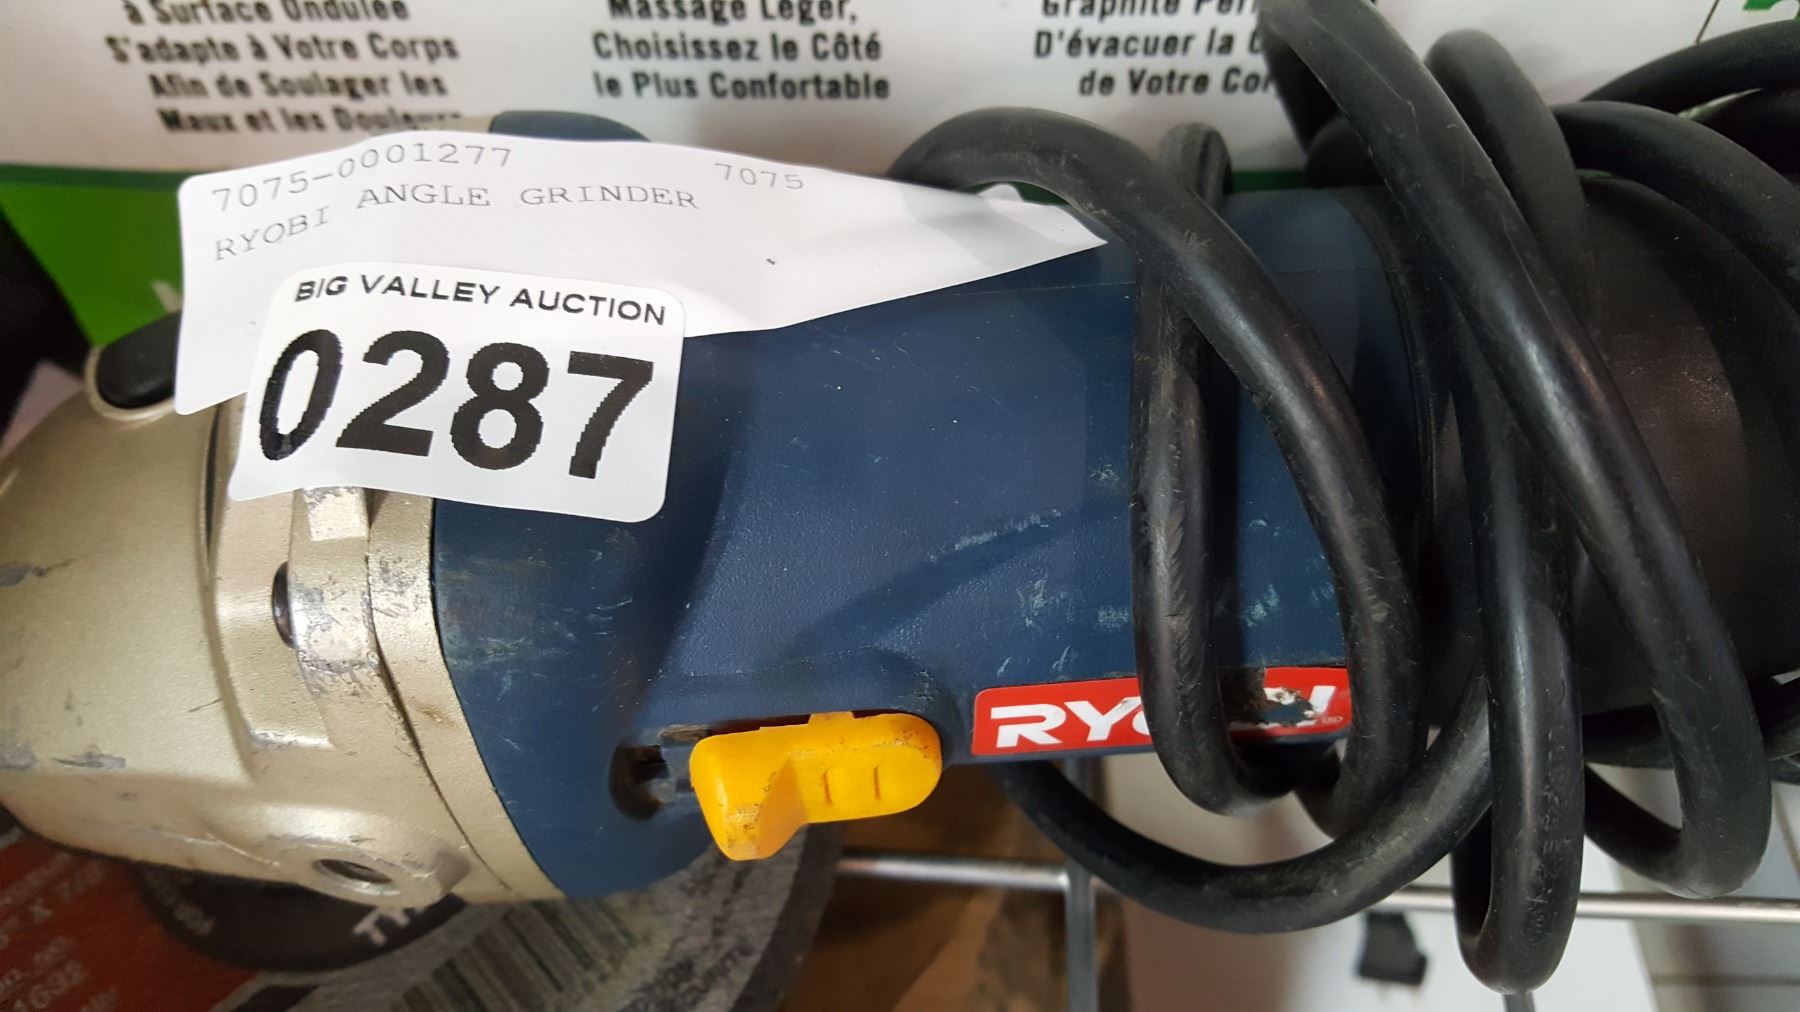 à Surface Ondulée
S'adapte à Votre Corps
Afin de Soulager les
Maux et les Douleurs
Massage Léger,
Choisissez le Côté
le Plus Confortable
Graphite
D'évacuer la
de Votre
7075-0001277 7075
RYOBI ANGLE GRINDER
BIG VALLEY AUCTION
0287
RYOBI